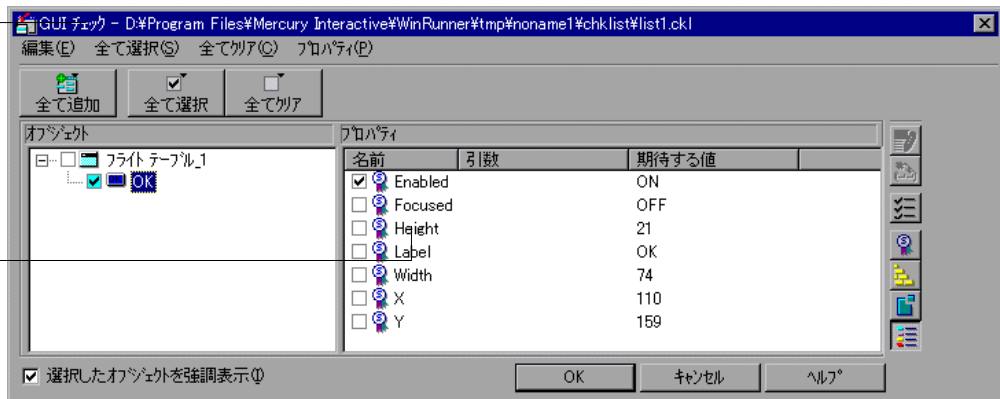 GUI ﾁｪｯｸ - D:¥Program Files¥Mercury Interactive¥WinRunner¥tmp¥noname1¥chklist¥list1.ckl
編集(E) 全て選択(S) 全てｸﾘｱ(C) ﾌﾟﾛﾊﾟﾃｨ(P)
全て追加 全て選択 全てｸﾘｱ
ｵﾌﾞｼﾞｪｸﾄ ﾌﾟﾛﾊﾟﾃｨ
名前 引数 期待する値
フライト テーブル_1
OK
Enabled ON
Focused OFF
Height 21
Label OK
Width 74
X 110
Y 159
選択したｵﾌﾞｼﾞｪｸﾄを強調表示(I)
OK ｷｬﾝｾﾙ ﾍﾙﾌﾟ